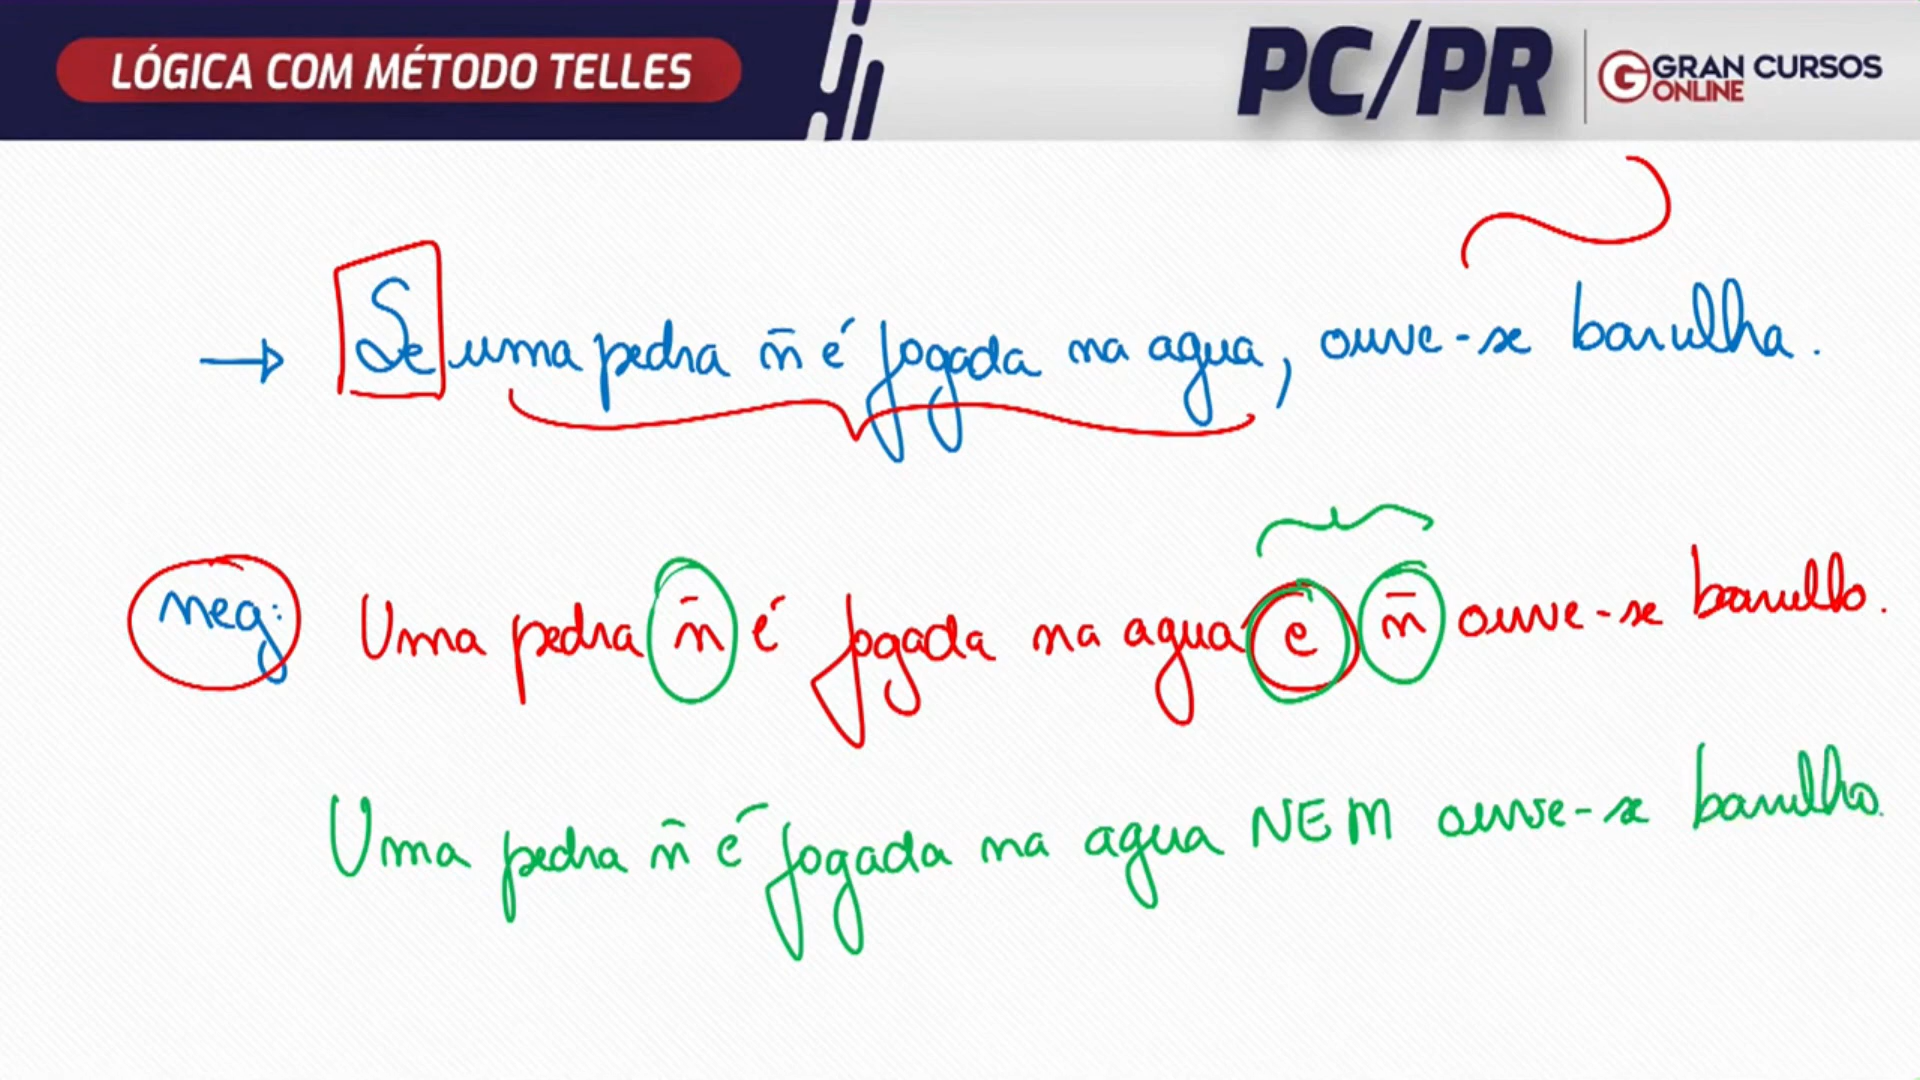 LÓGICA COM MÉTODO TELLES
PC/PR
GRAN CURSOS
ONLINE
→ Se uma pedra ñ é jogada na agua, ouve-se barulho.
neg: Uma pedra ñ é jogada na agua e ñ ouve-se barulho.
Uma pedra ñ é jogada na agua NEM ouve-se barulho.